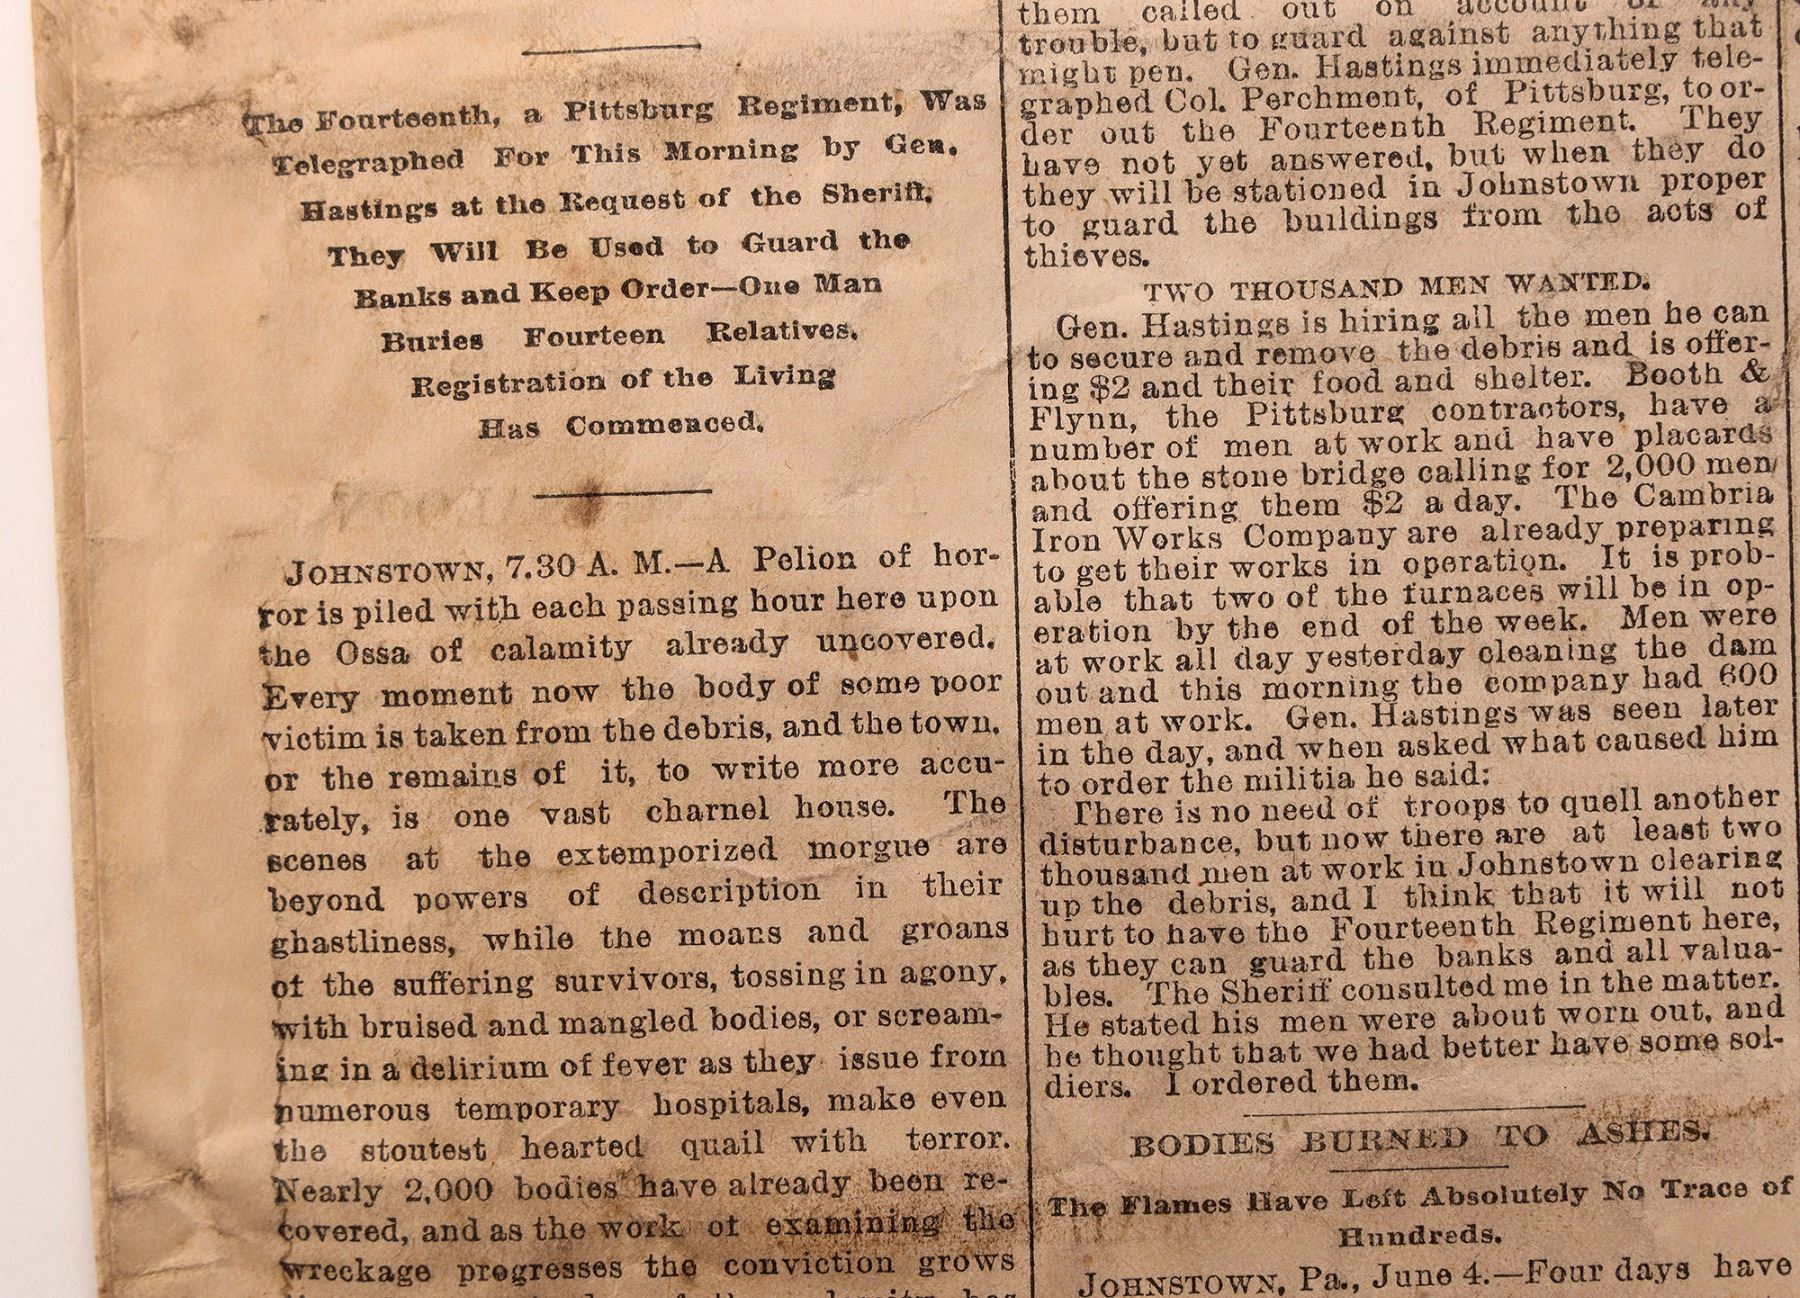 The Fourteenth, a Pittsburg Regiment, Was
Telegraphed For This Morning by Gen.
Hastings at the Request of the Sheriff.
They Will Be Used to Guard the
Banks and Keep Order—One Man
Buries Fourteen Relatives.
Registration of the Living
Has Commenced.
JOHNSTOWN, 7.30 A. M.—A Pelion of hor-
ror is piled with each passing hour here upon
the Ossa of calamity already uncovered.
Every moment now the body of some poor
victim is taken from the debris, and the town,
or the remains of it, to write more accu-
rately, is one vast charnel house. The
scenes at the extemporized morgue are
beyond powers of description in their
ghastliness, while the moans and groans
of the suffering survivors, tossing in agony,
with bruised and mangled bodies, or scream-
ing in a delirium of fever as they issue from
numerous temporary hospitals, make even
the stoutest hearted quail with terror.
Nearly 2,000 bodies have already been re-
covered, and as the work of examining the
wreckage progresses the conviction grows
them called out on account of any
trouble, but to guard against anything that
might pen. Gen. Hastings immediately tele-
graphed Col. Perchment, of Pittsburg, to or-
der out the Fourteenth Regiment. They
have not yet answered, but when they do
they will be stationed in Johnstown proper
to guard the buildings from the acts of
thieves.
TWO THOUSAND MEN WANTED.
Gen. Hastings is hiring all the men he can
to secure and remove the debris and is offer-
ing $2 and their food and shelter. Booth &
Flynn, the Pittsburg contractors, have a
number of men at work and have placards
about the stone bridge calling for 2,000 men
and offering them $2 a day. The Cambria
Iron Works Company are already preparing
to get their works in operation. It is prob-
able that two of the furnaces will be in op-
eration by the end of the week. Men were
at work all day yesterday cleaning the dam
out and this morning the company had 600
men at work. Gen. Hastings was seen later
in the day, and when asked what caused him
to order the militia he said:
There is no need of troops to quell another
disturbance, but now there are at least two
thousand men at work in Johnstown clearing
up the debris, and I think that it will not
hurt to have the Fourteenth Regiment here,
as they can guard the banks and all valua-
bles. The Sheriff consulted me in the matter.
He stated his men were about worn out, and
he thought that we had better have some sol-
diers. I ordered them.
BODIES BURNED TO ASHES.
The Flames Have Left Absolutely No Trace of
Hundreds.
JOHNSTOWN, Pa., June 4.—Four days have